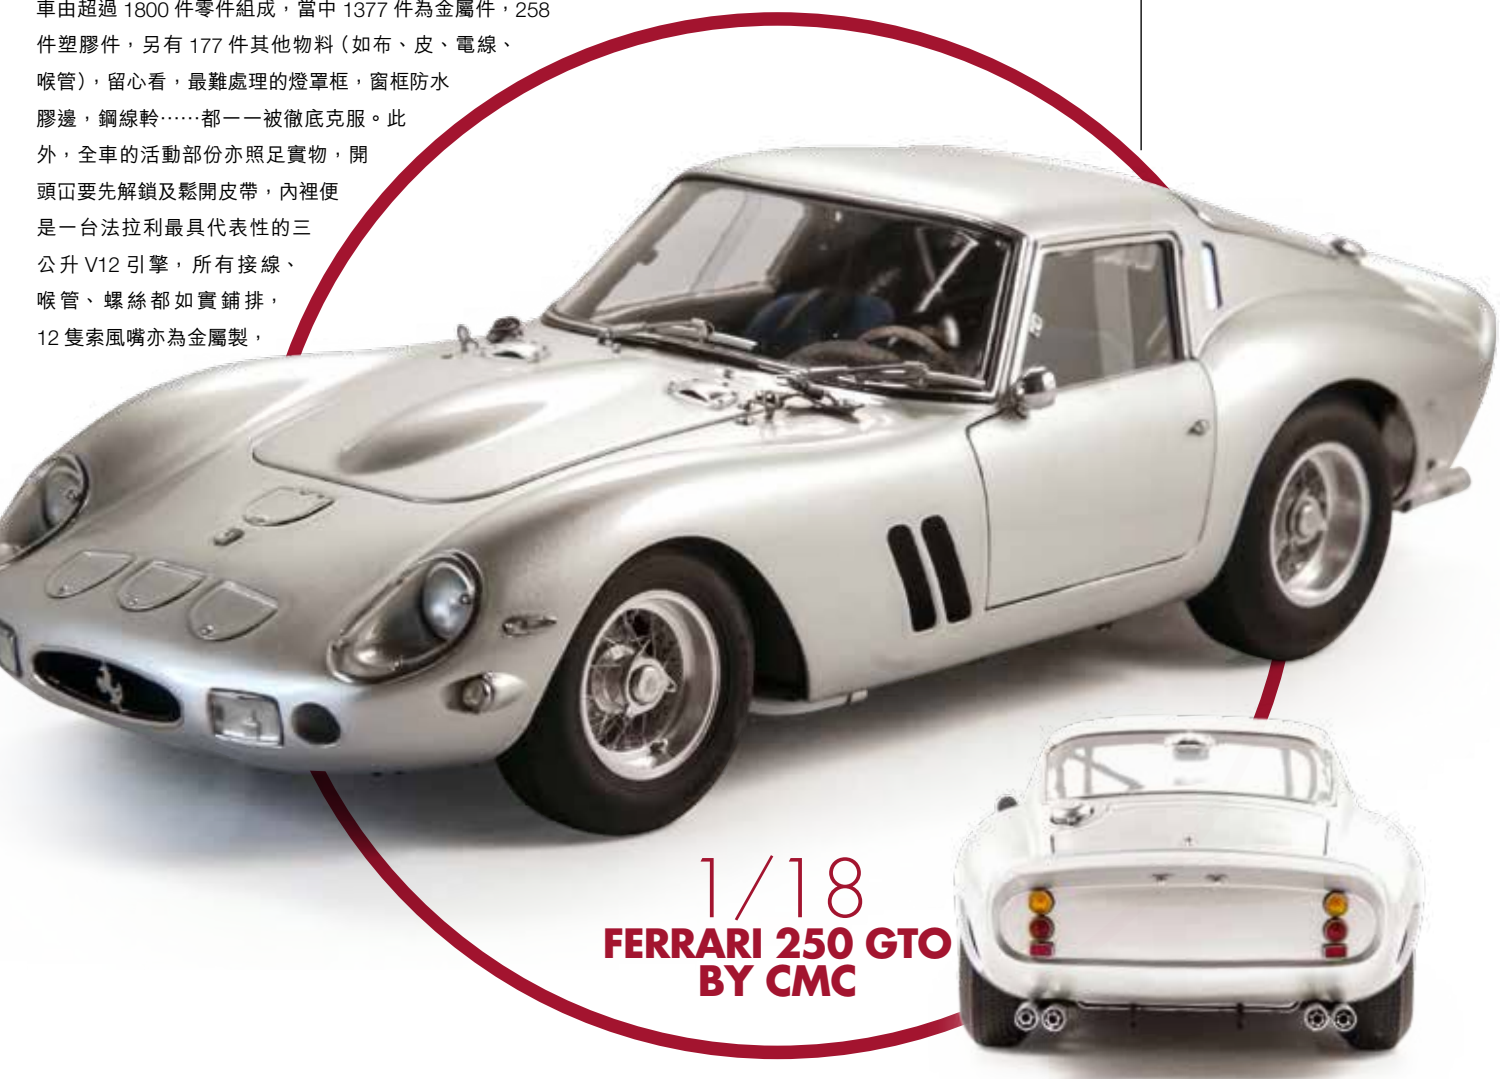 車由超過 1800 件零件組成，當中 1377 件為金屬件，258
件塑膠件，另有 177 件其他物料（如布、皮、電線、
喉管），留心看，最難處理的燈罩框，窗框防水
膠邊，鋼線軨……都一一被徹底克服。此
外，全車的活動部份亦照足實物，開
頭冚要先解鎖及鬆開皮帶，內裡便
是一台法拉利最具代表性的三
公升 V12 引擎，所有接線、
喉管、螺絲都如實鋪排，
12 隻索風嘴亦為金屬製，
1/18
FERRARI 250 GTO
BY CMC